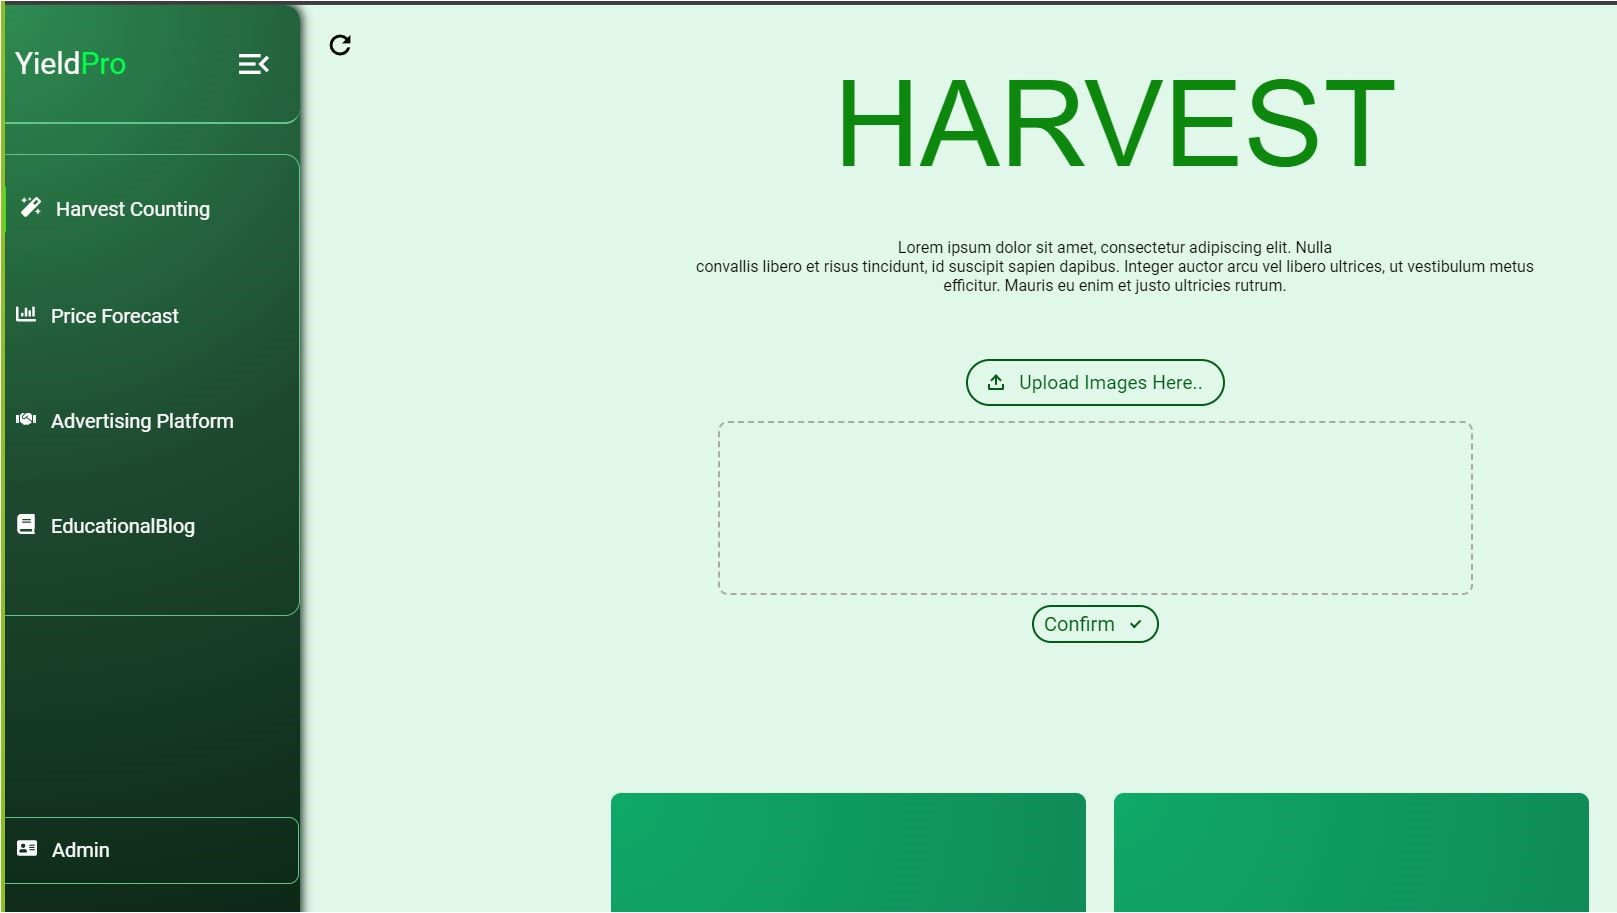 YieldPro
Harvest Counting
Price Forecast
Advertising Platform
EducationalBlog
Admin
HARVEST
Lorem ipsum dolor sit amet, consectetur adipiscing elit. Nulla
convallis libero et risus tincidunt, id suscipit sapien dapibus. Integer auctor arcu vel libero ultrices, ut vestibulum metus
efficitur. Mauris eu enim et justo ultricies rutrum.
Upload Images Here..
Confirm